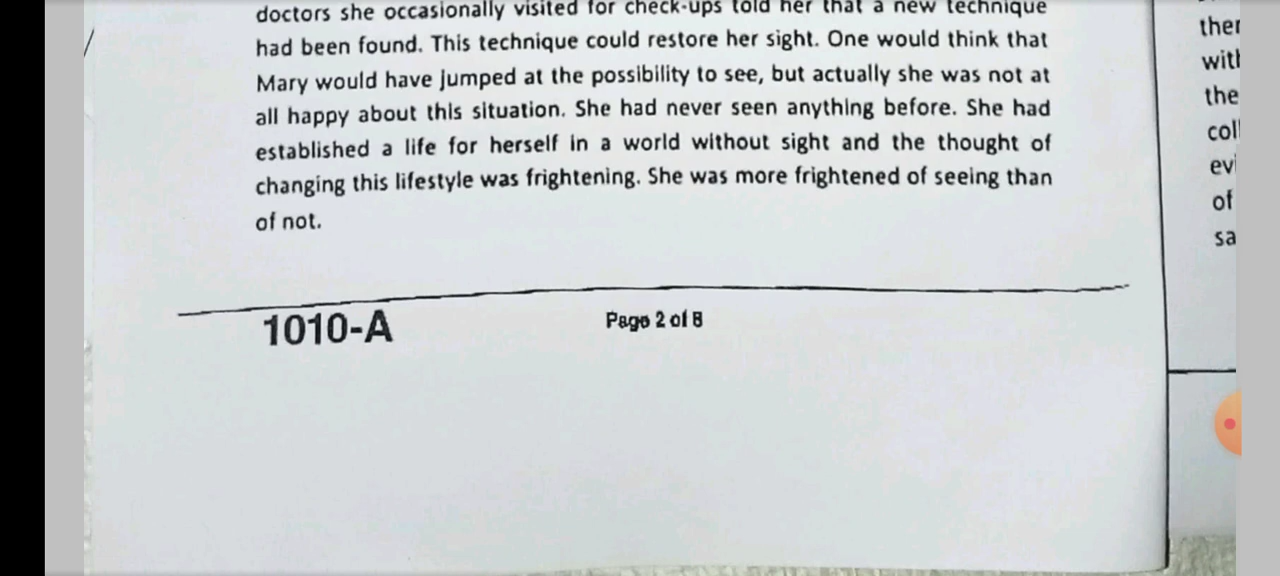 doctors she occasionally visited for check-ups told her that a new technique
had been found. This technique could restore her sight. One would think that
Mary would have jumped at the possibility to see, but actually she was not at
all happy about this situation. She had never seen anything before. She had
established a life for herself in a world without sight and the thought of
changing this lifestyle was frightening. She was more frightened of seeing than
of not.
1010-A
Page 2 of 8
the
of
sa